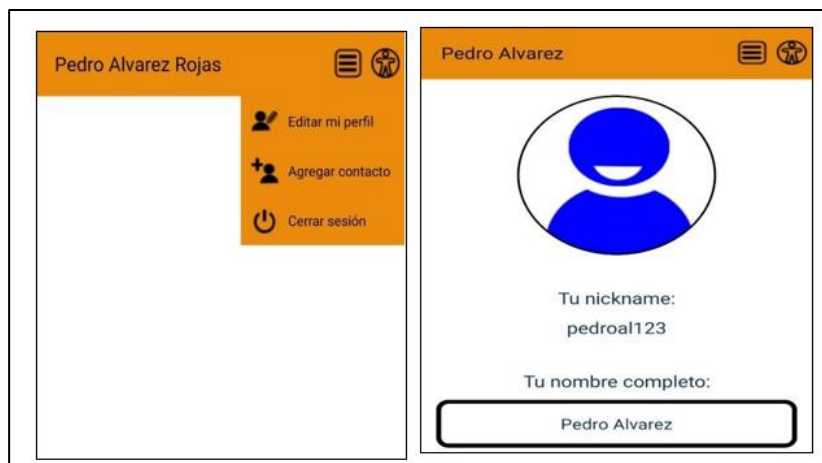 Pedro Alvarez Rojas
Editar mi perfil
Agregar contacto
Cerrar sesión
Pedro Alvarez
Tu nickname:
pedroal123
Tu nombre completo:
Pedro Alvarez